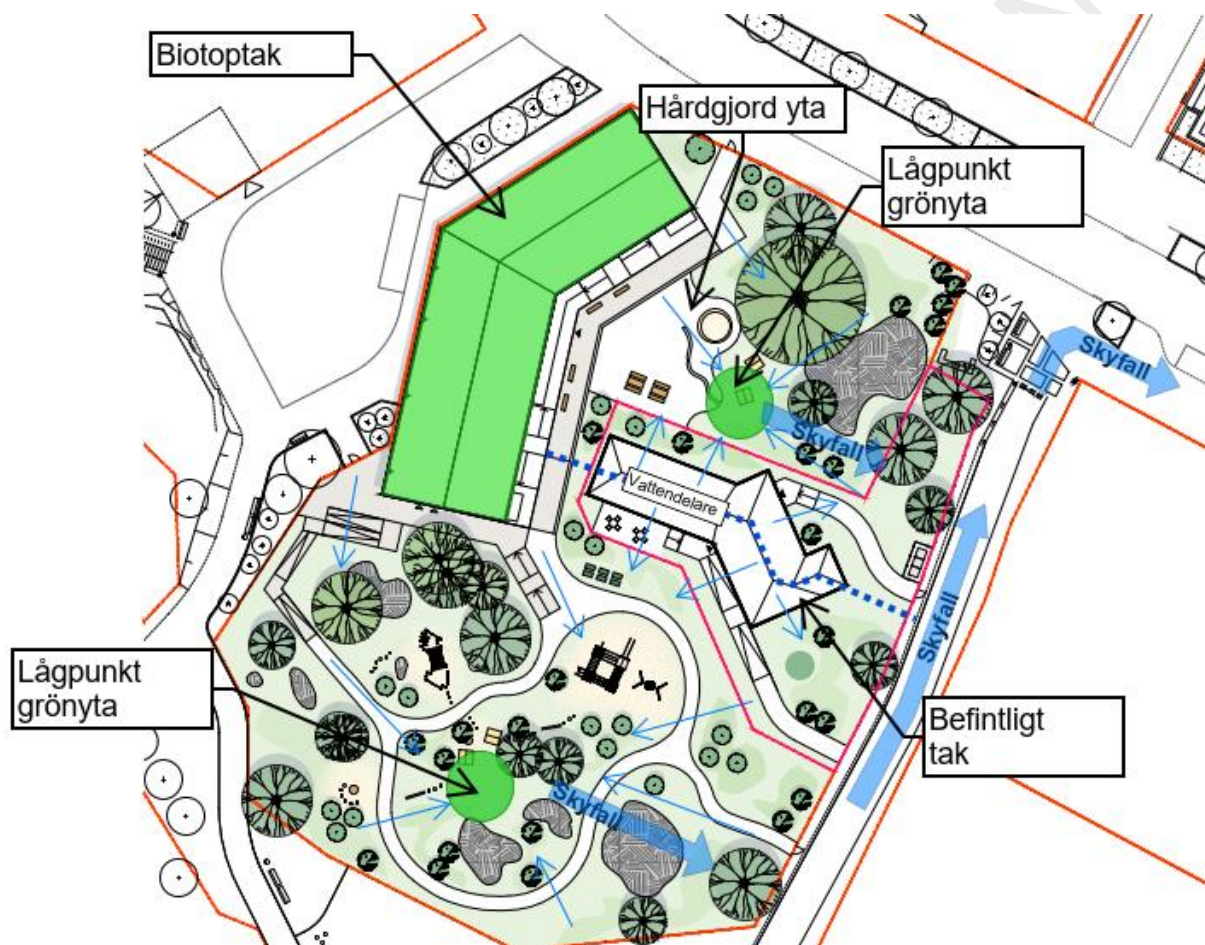 Biotoptak
Hårdgjord yta
Lågpunkt
grönyta
Skyfall
Skyfall
Vattendelare
Skyfall
Lågpunkt
grönyta
Befintligt
tak
Skyfall